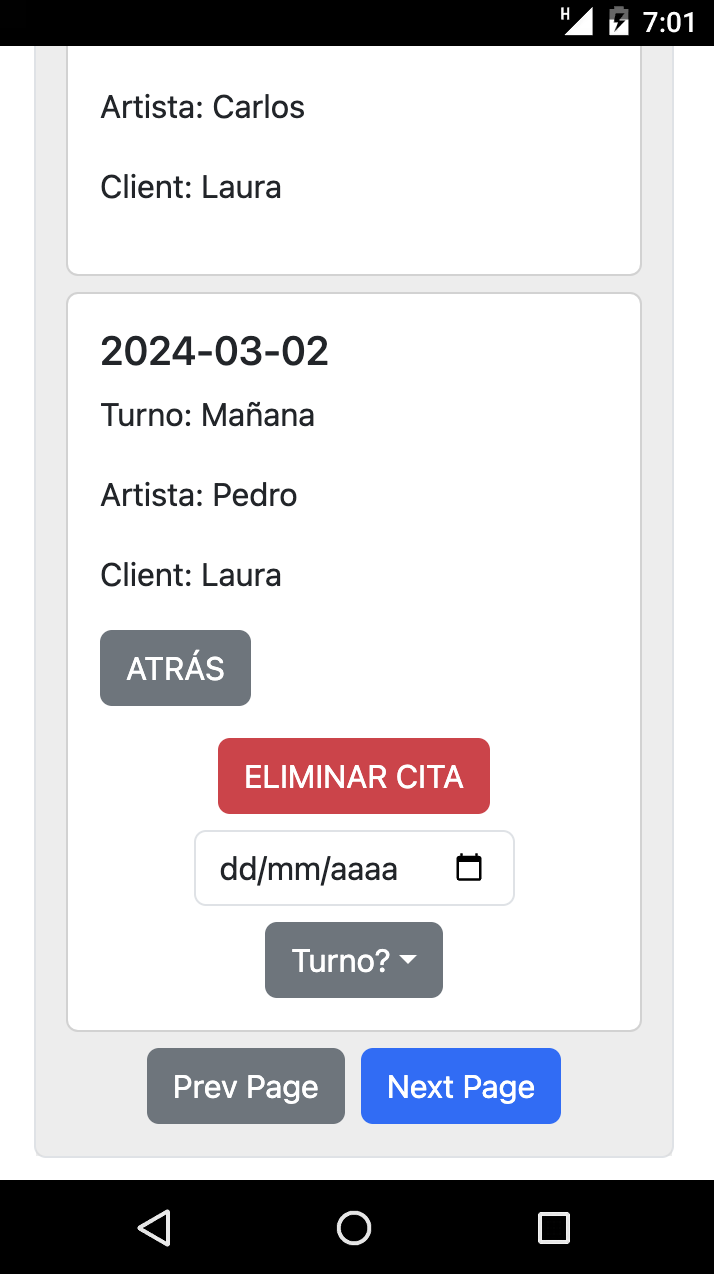 H 7:01
Artista: Carlos
Client: Laura
2024-03-02
Turno: Mañana
Artista: Pedro
Client: Laura
ATRÁS
ELIMINAR CITA
dd/mm/aaaa
Turno?
Prev Page Next Page